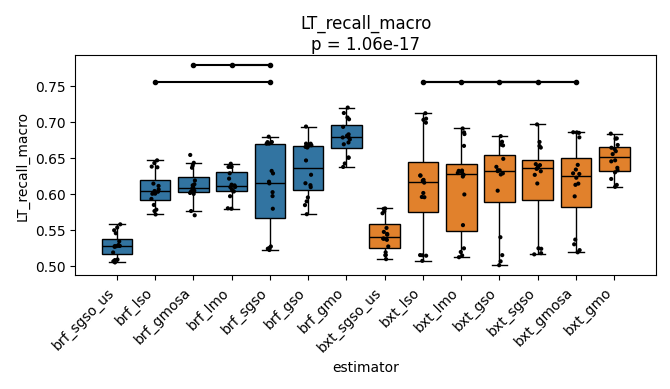 LT_recall_macro
p = 1.06e-17
LT_recall_macro
0.75
0.70
0.65
0.60
0.55
0.50
brf_sgso_us
brf_lso
brf_gmosa
brf_lmo
brf_sgso
brf_gso
brf_gmo
bxt_sgso_us
bxt_lso
bxt_lmo
bxt_gso
bxt_sgso
bxt_gmosa
bxt_gmo
estimator